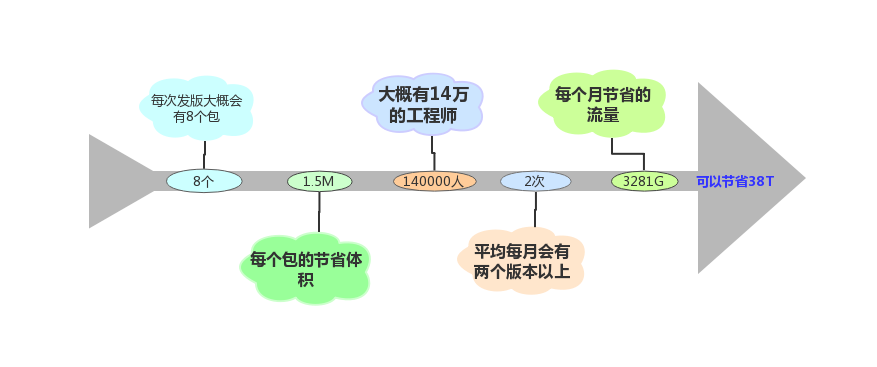 每次发版大概会
有8个包
大概有14万
的工程师
每个月节省的
流量
8个
1.5M
140000人
2次
3281G
可以节省38T
每个包的节省体
积
平均每月会有
两个版本以上